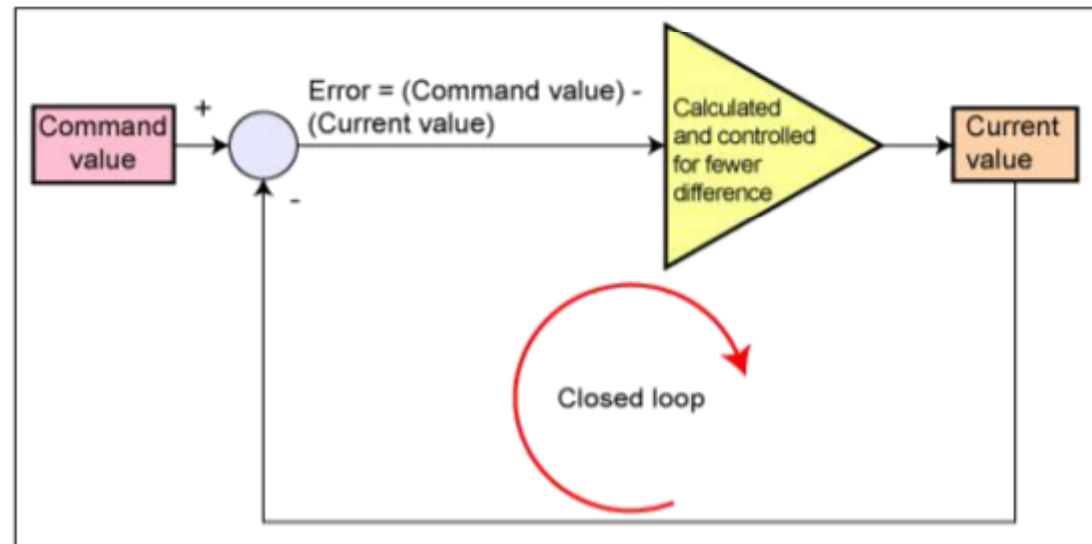 Command
value
+
-
Error = (Command value) -
(Current value)
Calculated
and controlled
for fewer
difference
Current
value
Closed loop